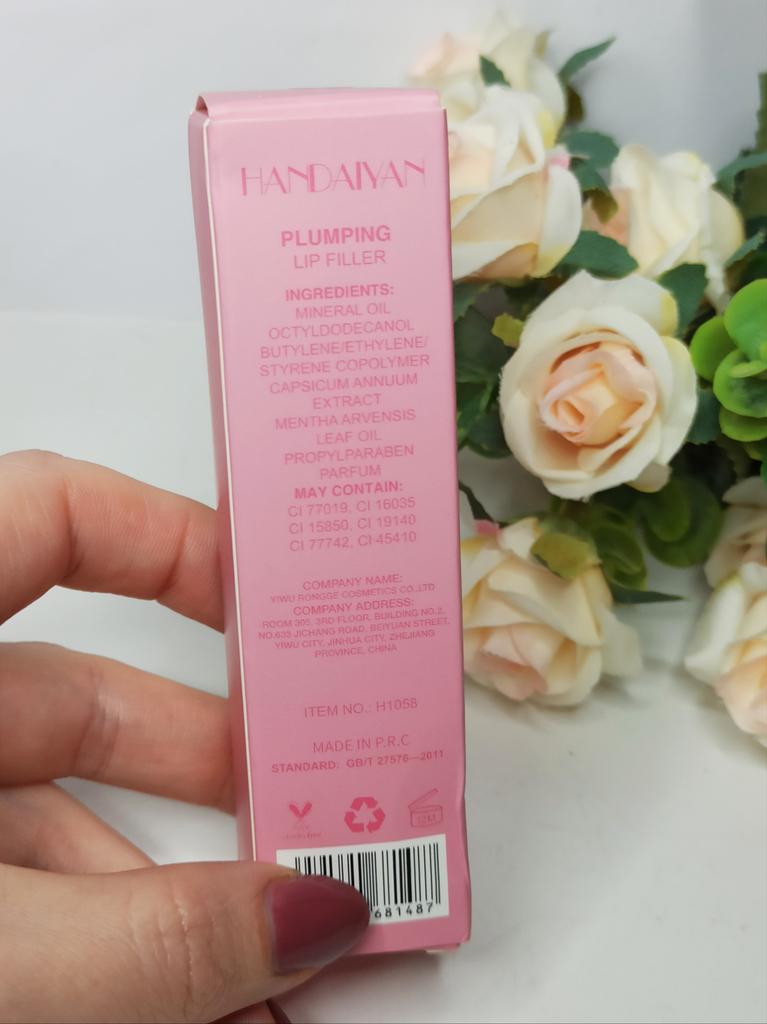 HANDAIYAN
PLUMPING
LIP FILLER
INGREDIENTS:
MINERAL OIL
OCTYLDODECANOL
BUTYLENE/ETHYLENE/
STYRENE COPOLYMER
CAPSICUM ANNUUM
EXTRACT
MENTHA ARVENSIS
LEAF OIL
PROPYLPARABEN
PARFUM
MAY CONTAIN:
CI 77019, CI 16035
CI 15850, CI 19140
CI 77742, CI 45410
COMPANY NAME:
YIWU RONGGE COSMETICS CO.,LTD
COMPANY ADDRESS:
ROOM 305, 3RD FLOOR, BUILDING NO.2,
NO.633 JICHANG ROAD, BEIYUAN STREET,
YIWU CITY, JINHUA CITY, ZHEJIANG
PROVINCE, CHINA
ITEM NO.: H1058
MADE IN P.R.C
STANDARD: GB/T 27576—2011
12M
681487